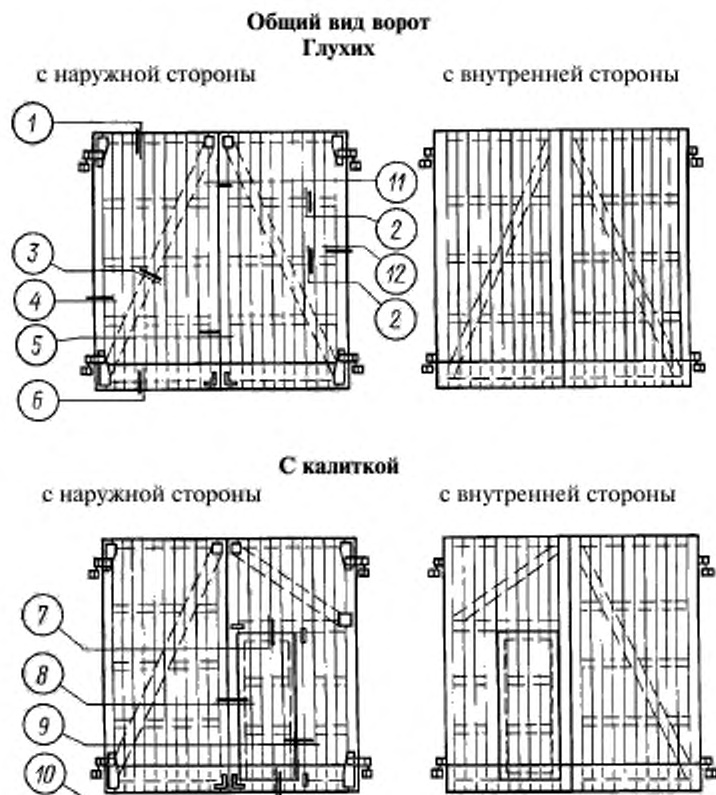 Общий вид ворот
Глухих
с наружной стороны
с внутренней стороны
1
11
2
3
12
4
2
5
6
С калиткой
с наружной стороны
с внутренней стороны
7
8
9
10